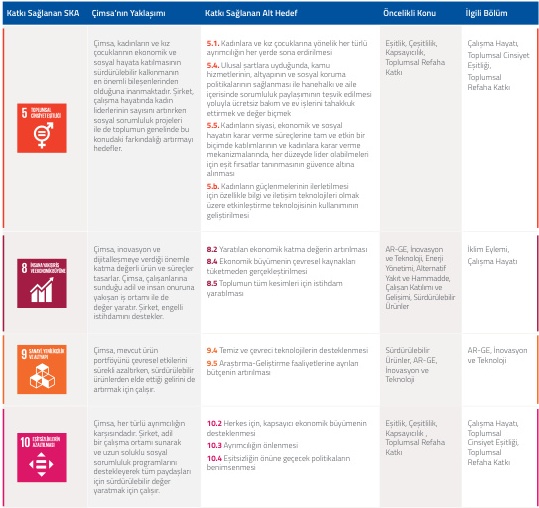 Katkı Sağlanan SKA
Çimsa'nın Yaklaşımı
Katkı Sağlanan Alt Hedef
Öncelikli Konu
İlgili Bölüm
5 TOPLUMSAL
CİNSİYET EŞİTLİĞİ
Çimsa, kadınların ve kız
çocuklarının ekonomik ve
sosyal hayata katılmasının
sürdürülebilir kalkınmanın
en önemli bileşenlerinden
olduğuna inanmaktadır. Şirket,
çalışma hayatında kadın
liderlerinin sayısını artırırken
sosyal sorumluluk projeleri
ile de toplumun genelinde bu
konudaki farkındalığı artırmayı
hedefler.
5.1. Kadınlara ve kız çocuklarına yönelik her türlü
ayrımcılığın her yerde sona erdirilmesi
5.4. Ulusal şartlara uyduğunda, kamu
hizmetlerinin, altyapının ve sosyal koruma
politikalarının sağlanması ile hanehalkı ve aile
içerisinde sorumluluk paylaşımının teşvik edilmesi
yoluyla ücretsiz bakım ve ev işlerini tahakkuk
ettirmek ve değer biçmek
5.5. Kadınların siyasi, ekonomik ve sosyal
hayatın karar verme süreçlerine tam ve etkin bir
biçimde katılımlarının ve kadınlara karar verme
mekanizmalarında, her düzeyde lider olabilmeleri
için eşit fırsatlar tanınmasının güvence altına
alınması
5.b. Kadınların güçlenmelerinin ilerletilmesi
için özellikle bilgi ve iletişim teknolojileri olmak
üzere etkinleştirme teknolojisinin kullanımının
geliştirilmesi
Eşitlik, Çeşitlilik,
Kapsayıcılık,
Toplumsal Refaha
Katkı
Çalışma Hayatı,
Toplumsal Cinsiyet
Eşitliği,
Toplumsal
Refaha Katkı
8 İNSANA YAKIŞIR İŞ
VE EKONOMİK BÜYÜME
Çimsa, inovasyon ve
dijitalleşmeye verdiği önemle
katma değerli ürün ve süreçler
tasarlar. Çimsa, çalışanlarına
sunduğu adil ve insan onuruna
yakışan iş ortamı ile de
değer yaratır. Şirket, engelli
istihdamını destekler.
8.2 Yaratılan ekonomik katma değerin artırılması
8.4 Ekonomik büyümenin çevresel kaynakları
tüketmeden gerçekleştirilmesi
8.5 Toplumun tüm kesimleri için istihdam
yaratılması
AR-GE, İnovasyon
ve Teknoloji, Enerji
Yönetimi, Alternatif
Yakıt ve Hammadde,
Çalışan Katılımı ve
Gelişimi, Sürdürülebilir
Ürünler
İklim Eylemi,
Çalışma Hayatı
9 SANAYİ, YENİLİKÇİLİK
VE ALTYAPI
Çimsa, mevcut ürün
portföyünü çevresel etkilerini
sürekli azaltırken, sürdürülebilir
ürünlerden elde ettiği gelirini de
artırmak için çalışır.
9.4 Temiz ve çevreci teknolojilerin desteklenmesi
9.5 Araştırma-Geliştirme faaliyetlerine ayrılan
bütçenin artırılması
Sürdürülebilir
Ürünler, AR-GE,
İnovasyon ve
Teknoloji
AR-GE, İnovasyon
ve Teknoloji
10 EŞİTSİZLİKLERİN
AZALTILMASI
Çimsa, her türlü ayrımcılığın
karşısındadır. Şirket, adil
bir çalışma ortamı sunarak
ve uzun soluklu sosyal
sorumluluk programlarını
destekleyerek tüm paydaşları
için sürdürülebilir değer
yaratmak için çalışır.
10.2 Herkes için, kapsayıcı ekonomik büyümenin
desteklenmesi
10.3 Ayrımcılığın önlenmesi
10.4 Eşitsizliğin önüne geçecek politikaların
benimsenmesi
Eşitlik, Çeşitlilik,
Kapsayıcılık ,
Toplumsal Refaha
Katkı
Çalışma Hayatı,
Toplumsal
Cinsiyet Eşitliği,
Toplumsal
Refaha Katkı